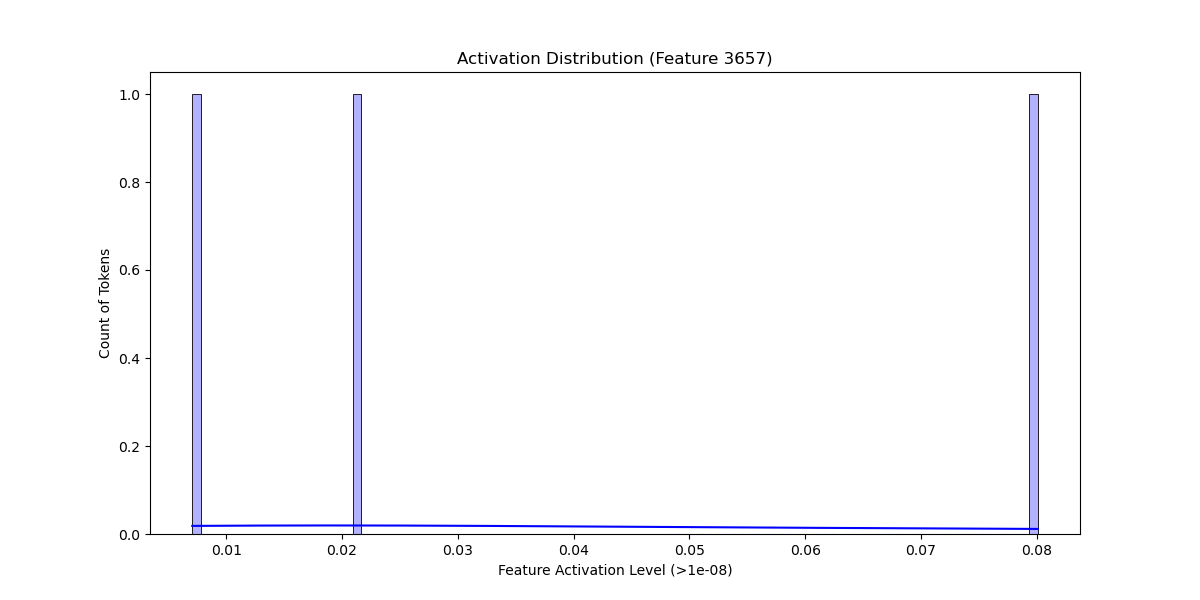 Activation Distribution (Feature 3657)
1.0
0.8
0.6
0.4
0.2
0.0
Count of Tokens
0.01 0.02 0.03 0.04 0.05 0.06 0.07 0.08
Feature Activation Level (>1e-08)